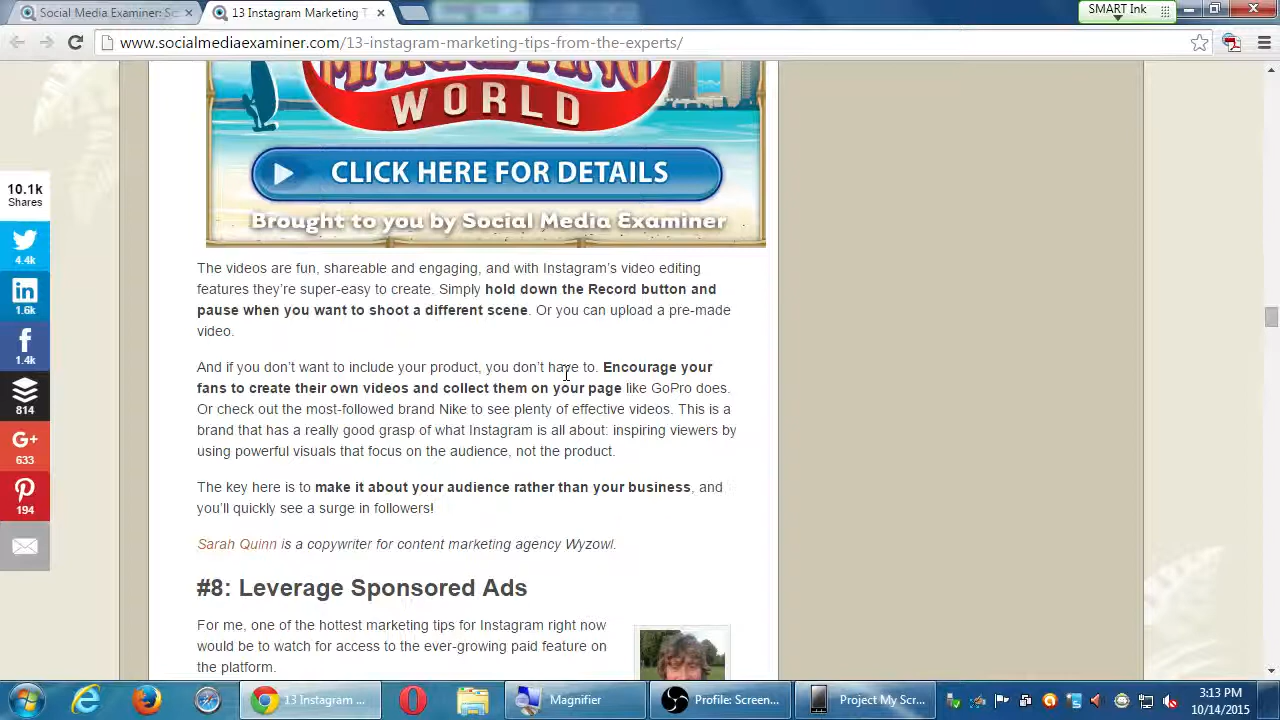 Social Media Examiner: Sc
13 Instagram Marketing T
SMART Ink
www.socialmediaexaminer.com/13-instagram-marketing-tips-from-the-experts/
MARKETING
WORLD
CLICK HERE FOR DETAILS
Brought to you by Social Media Examiner
10.1k
Shares
4.4k
1.6k
1.4k
814
G+
633
194
The videos are fun, shareable and engaging, and with Instagram's video editing
features they're super-easy to create. Simply hold down the Record button and
pause when you want to shoot a different scene. Or you can upload a pre-made
video.
And if you don't want to include your product, you don't have to. Encourage your
fans to create their own videos and collect them on your page like GoPro does.
Or check out the most-followed brand Nike to see plenty of effective videos. This is a
brand that has a really good grasp of what Instagram is all about: inspiring viewers by
using powerful visuals that focus on the audience, not the product.
The key here is to make it about your audience rather than your business, and
you'll quickly see a surge in followers!
Sarah Quinn is a copywriter for content marketing agency Wyzowl.
#8: Leverage Sponsored Ads
For me, one of the hottest marketing tips for Instagram right now
would be to watch for access to the ever-growing paid feature on
the platform.
13 Instagram ...
Magnifier
Profile: Screen...
Project My Scr...
3:13 PM
10/14/2015